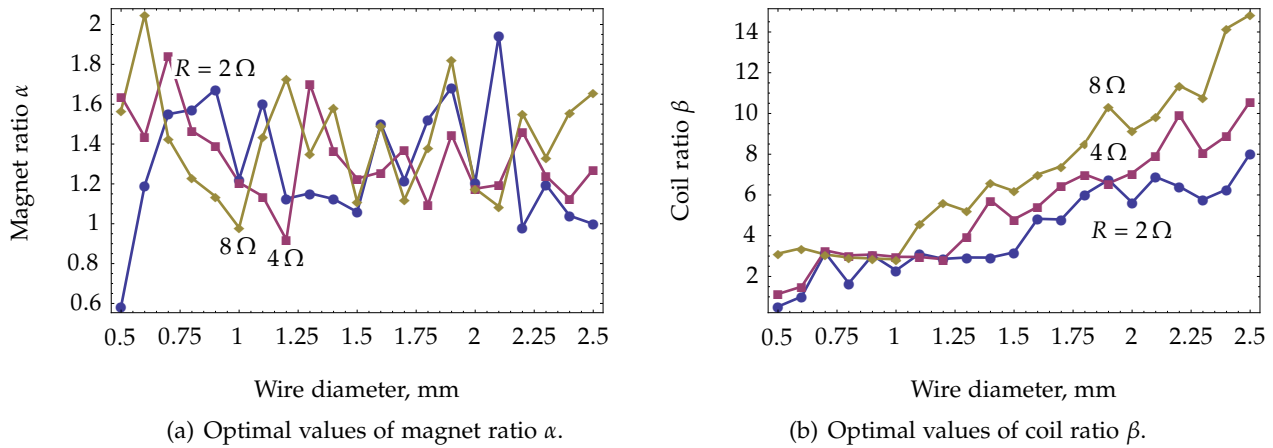 2
1.8
1.6
1.4
1.2
1
0.8
0.6
Magnet ratio α
R = 2 Ω
8 Ω
4 Ω
0.5 0.75 1 1.25 1.5 1.75 2 2.25 2.5
Wire diameter, mm
(a) Optimal values of magnet ratio α.
14
12
10
8
6
4
2
Coil ratio β
8 Ω
4 Ω
R = 2 Ω
0.5 0.75 1 1.25 1.5 1.75 2 2.25 2.5
Wire diameter, mm
(b) Optimal values of coil ratio β.